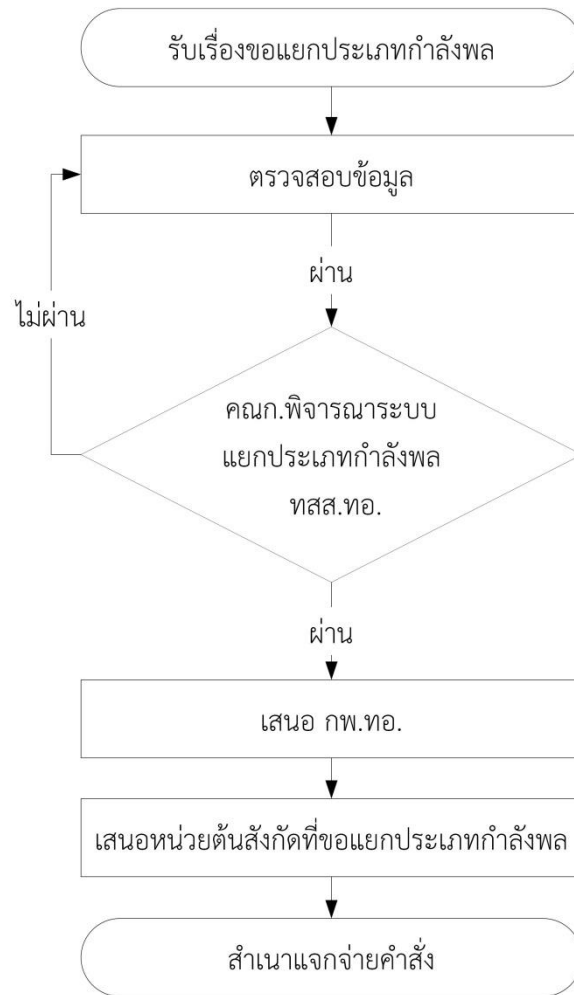 รับเรื่องขอแยกประเภทกำลังพล
ตรวจสอบข้อมูล
ผ่าน
ไม่ผ่าน
คณก.พิจารณาระบบ
แยกประเภทกำลังพล
ทสส.ทอ.
ผ่าน
เสนอ กพ.ทอ.
เสนอหน่วยต้นสังกัดที่ขอแยกประเภทกำลังพล
สำเนาแจกจ่ายคำสั่ง